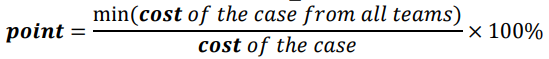 point = min(cost of the case from all teams) / cost of the case × 100%